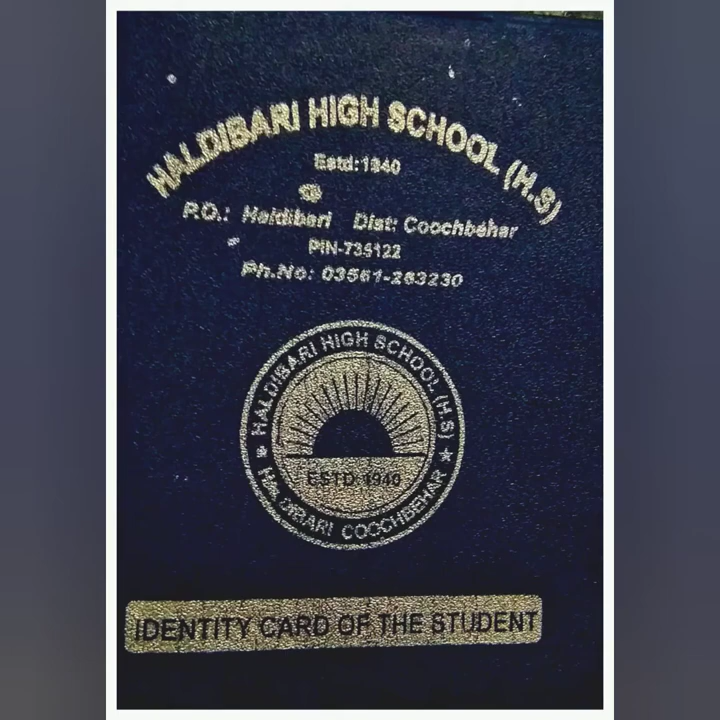 HALDIBARI HIGH SCHOOL (H.S)
Estd:1940
P.O.: Haldibari Dist: Coochbehar
PIN-735122
Ph.No: 03561-263230
HALDIBARI HIGH SCHOOL (H.S)
ESTD 1940
★ HALDIBARI COOCHBEHAR ★
IDENTITY CARD OF THE STUDENT